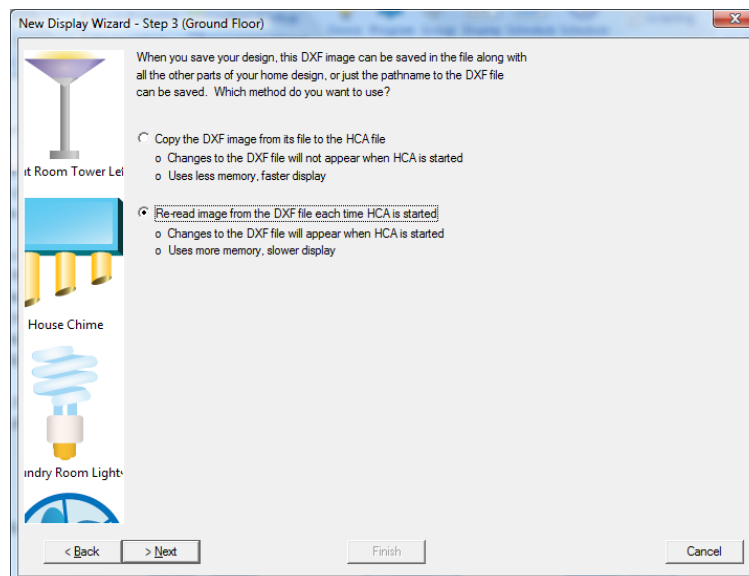 New Display Wizard - Step 3 (Ground Floor)
When you save your design, this DXF image can be saved in the file along with
all the other parts of your home design, or just the pathname to the DXF file
can be saved. Which method do you want to use?
Copy the DXF image from its file to the HCA file
o Changes to the DXF file will not appear when HCA is started
o Uses less memory, faster display
Re-read image from the DXF file each time HCA is started
o Changes to the DXF file will appear when HCA is started
o Uses more memory, slower display
Room Tower
House Chime
Room Light
< Back
> Next
Finish
Cancel